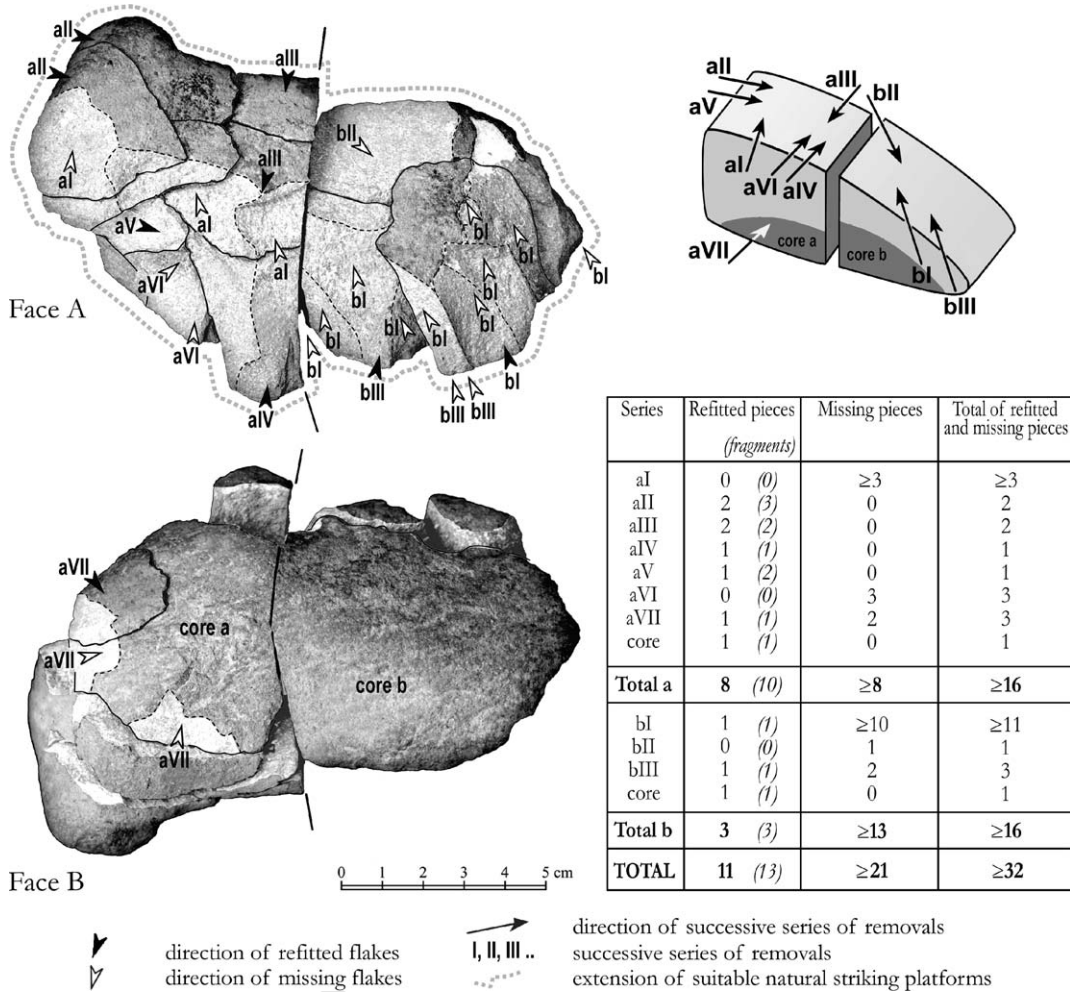 aII
aII
aIII
aI
aIII
bII
aV
aI
aI
aVI
aVI
aIV
bI
bI
bI
bI
bI
bI
bI
bI
bI
bI
bI
bIII
bIII
bIII
Face A
aII
aV
aIII
bII
aI
aVI
aIV
aVII
core a
core b
bI
bIII
aVII
aVII
aVII
core a
core b
Face B
0 1 2 3 4 5 cm
Series Refitted pieces Missing pieces Total of refitted
(fragments) and missing pieces
aI 0 (0) ≥3 ≥3
aII 2 (3) 0 2
aIII 2 (2) 0 2
aIV 1 (1) 0 1
aV 1 (2) 0 1
aVI 0 (0) 3 3
aVII 1 (1) 2 3
core 1 (1) 0 1
Total a 8 (10) ≥8 ≥16
bI 1 (1) ≥10 ≥11
bII 0 (0) 1 1
bIII 1 (1) 2 3
core 1 (1) 0 1
Total b 3 (3) ≥13 ≥16
TOTAL 11 (13) ≥21 ≥32
direction of refitted flakes
direction of missing flakes
direction of successive series of removals
I, II, III .. successive series of removals
extension of suitable natural striking platforms